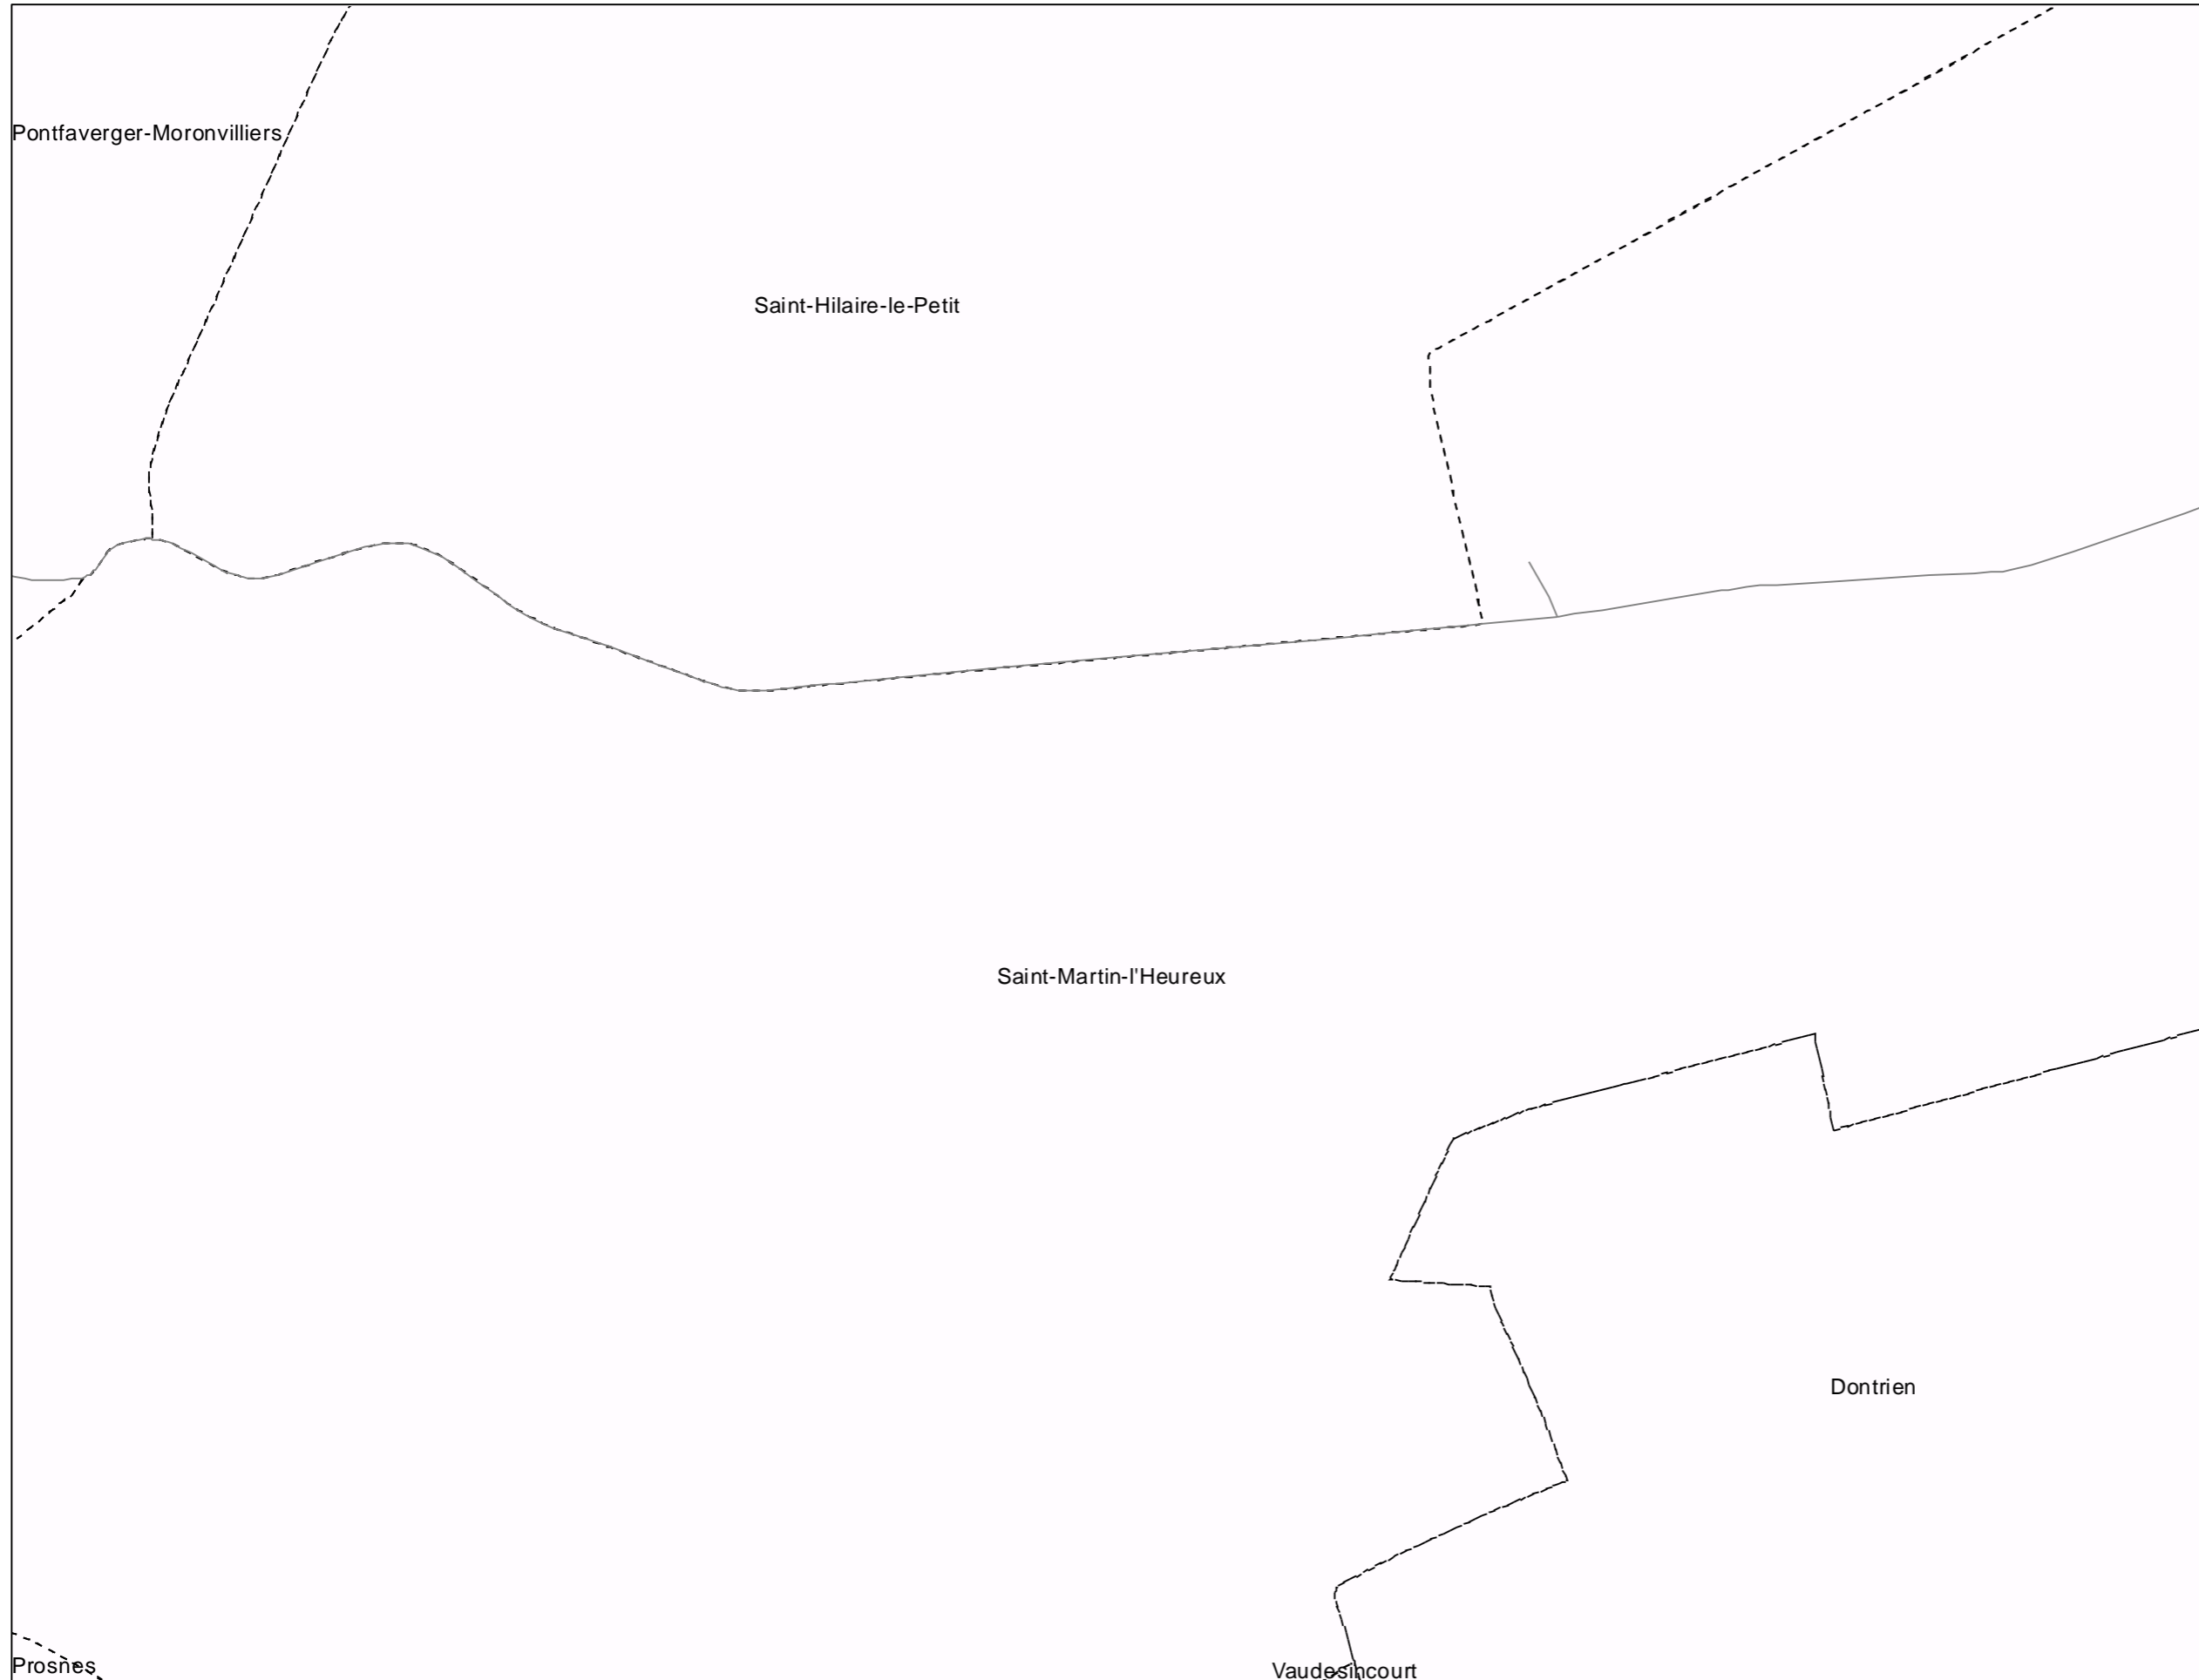 Pontfaverger-Moronvilliers
Saint-Hilaire-le-Petit
Saint-Martin-l'Heureux
Dontrien
Prosnes
Vaudesincourt